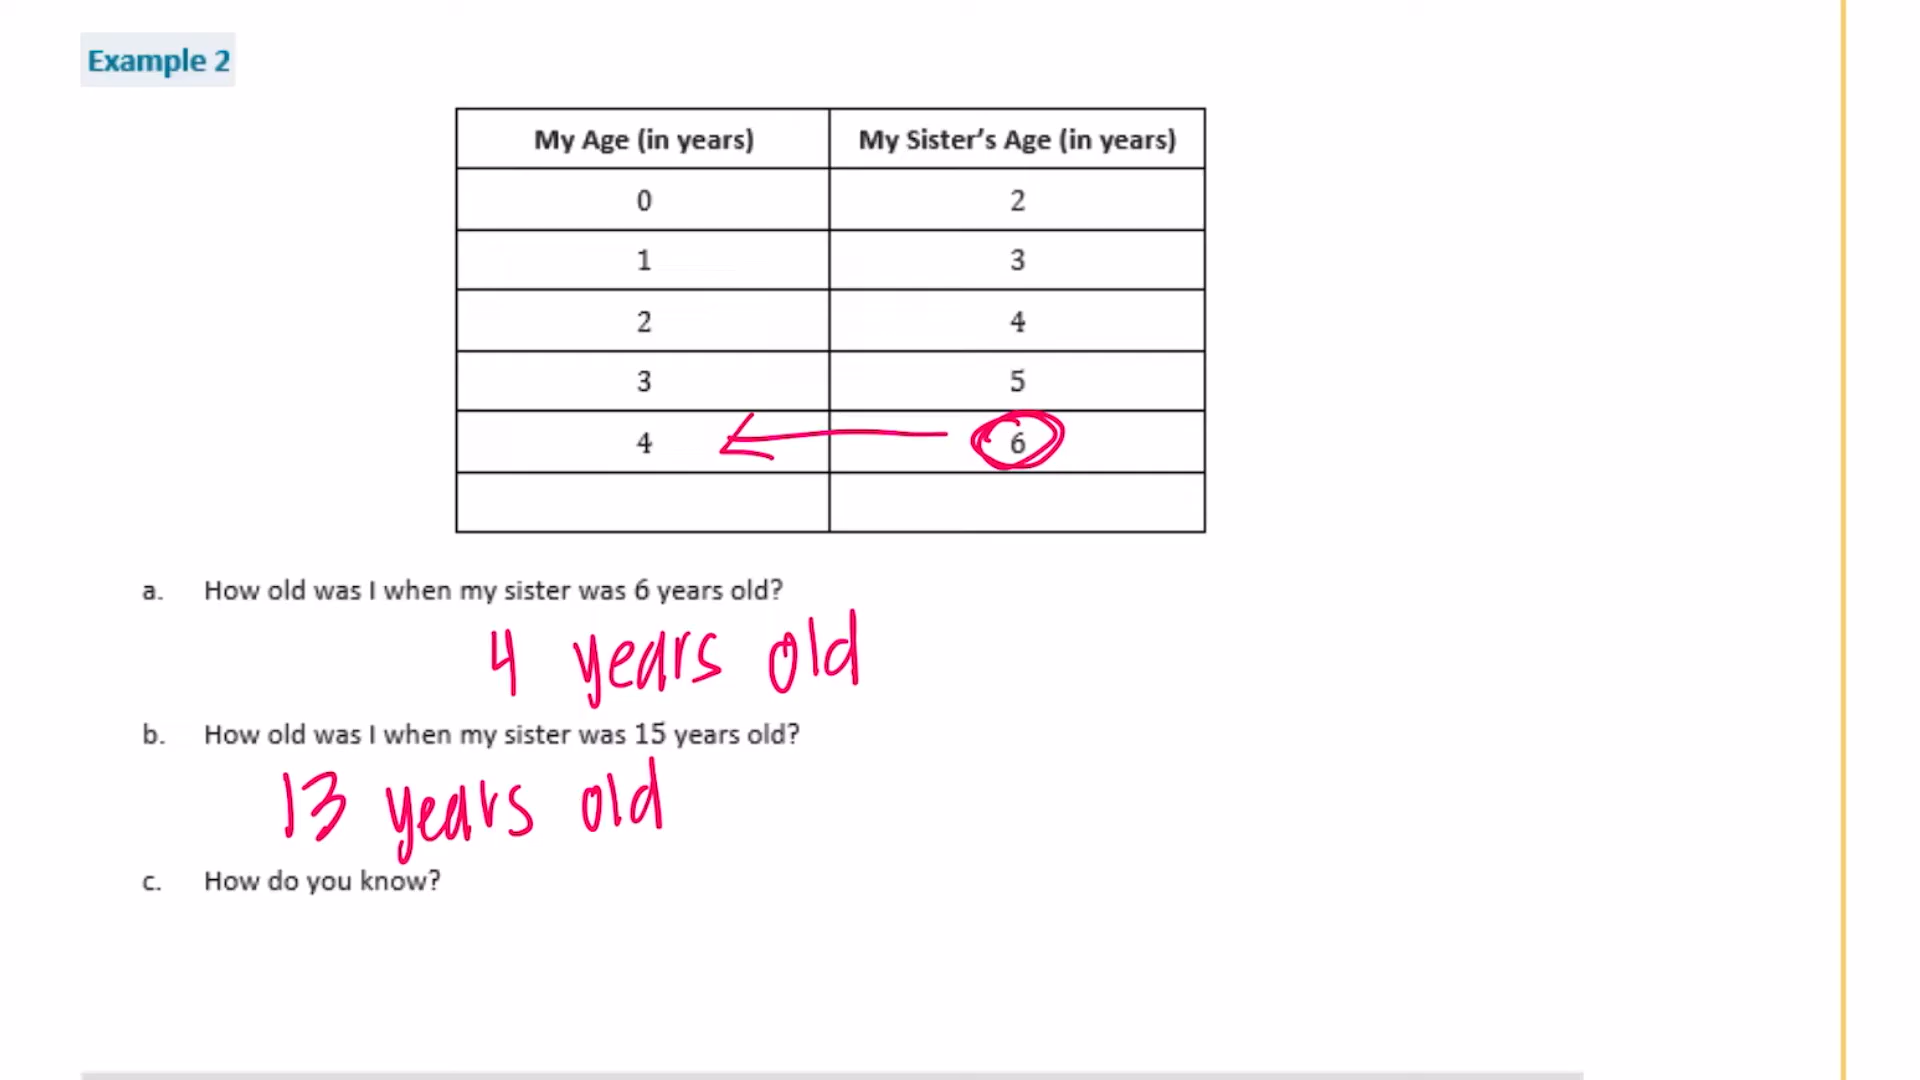 Example 2
My Age (in years) My Sister's Age (in years)
0 2
1 3
2 4
3 5
4 6
a. How old was I when my sister was 6 years old?
4 years old
b. How old was I when my sister was 15 years old?
13 years old
c. How do you know?